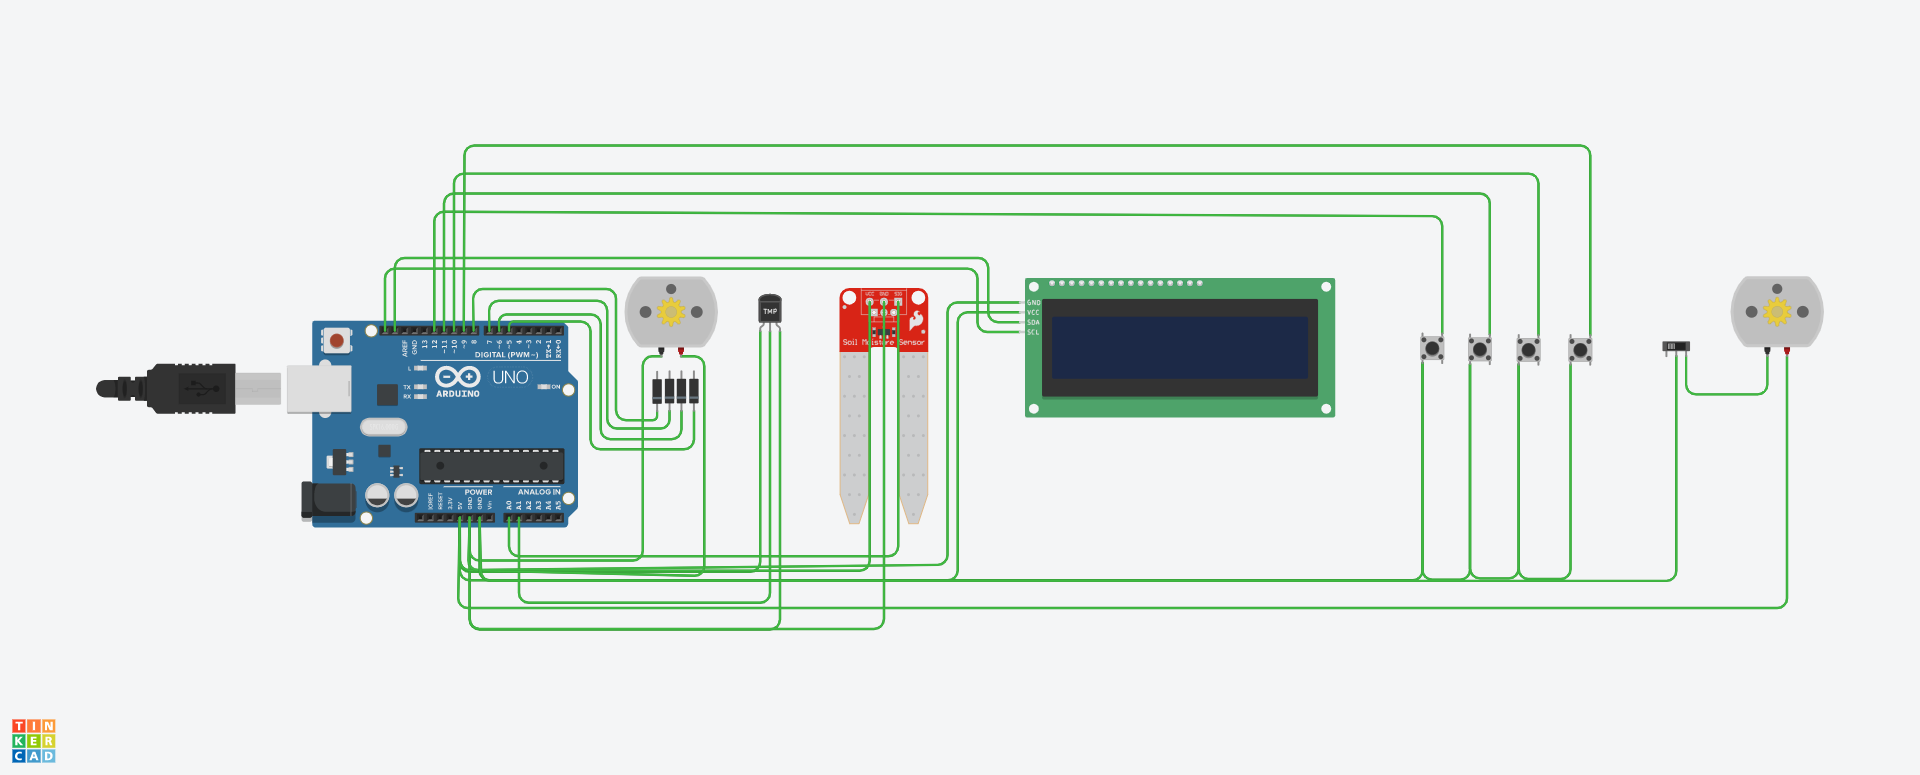 AREF
GND
13
12
~11
~10
~9
8
7
~6
~5
4
~3
2
TX→1
RX←0
DIGITAL (PWM~)
L
TX
RX
UNO
ARDUINO
ON
POWER
ANALOG IN
IOREF
RESET
3.3V
5V
GND
GND
Vin
A0
A1
A2
A3
A4
A5
TMP
VCC
GND
SIG
Soil Moisture Sensor
GND
VCC
SDA
SCL
TIN
KER
CAD